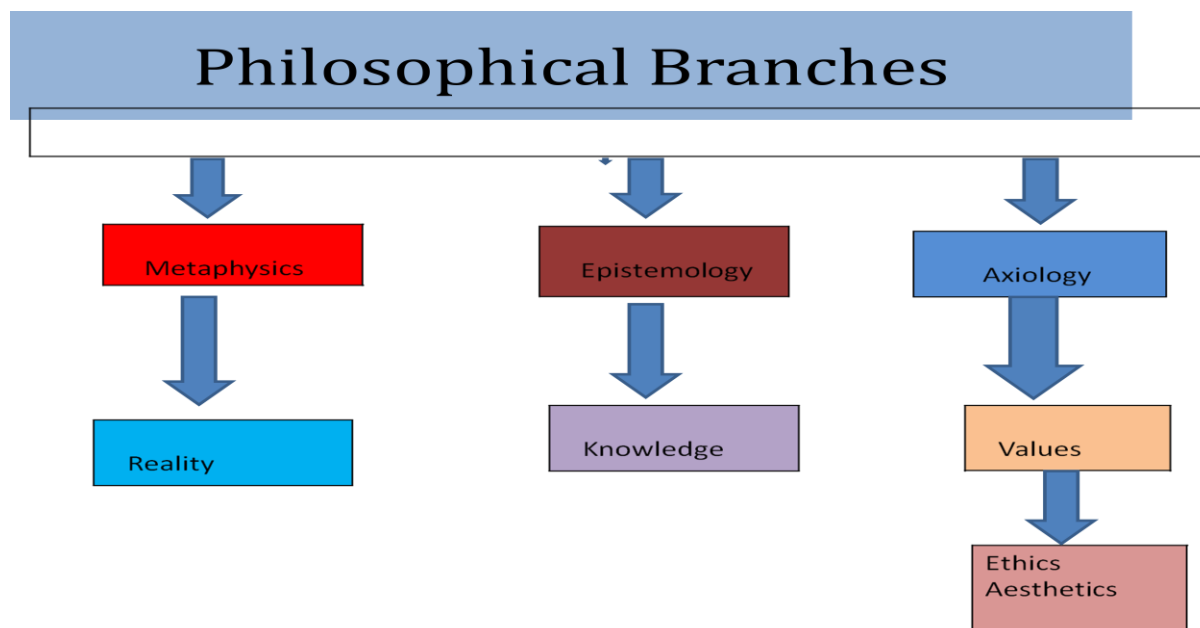 Philosophical Branches
Metaphysics
Epistemology
Axiology
Reality
Knowledge
Values
Ethics
Aesthetics